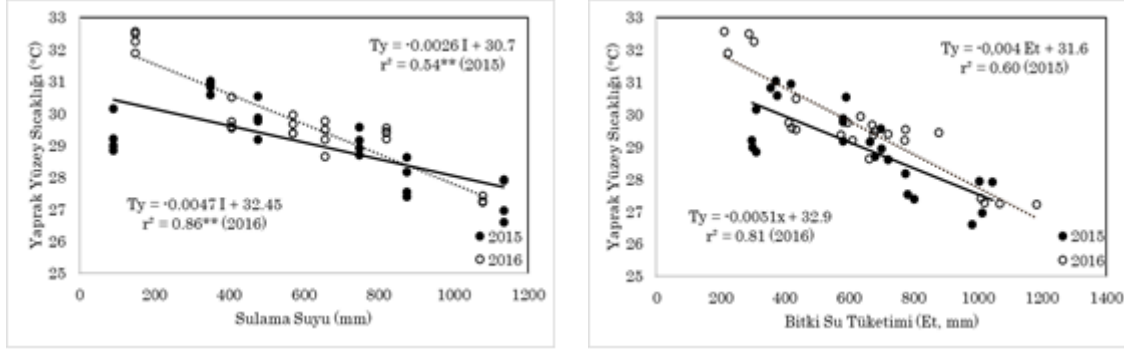 33
32
31
30
29
28
27
26
25
Yaprak Yüzey Sıcaklığı (°C)
Ty = -0.0026 I + 30.7
r² = 0.54** (2015)
Ty = -0.0047 I + 32.45
r² = 0.86** (2016)
2015
2016
0 200 400 600 800 1000 1200
Sulama Suyu (mm)
33
32
31
30
29
28
27
26
25
Yaprak Yüzey Sıcaklığı (°C)
Ty = -0.004 Et + 31.6
r² = 0.60 (2015)
Ty = -0.0051x + 32.9
r² = 0.81 (2016)
2015
2016
0 200 400 600 800 1000 1200 1400
Bitki Su Tüketimi (Et, mm)